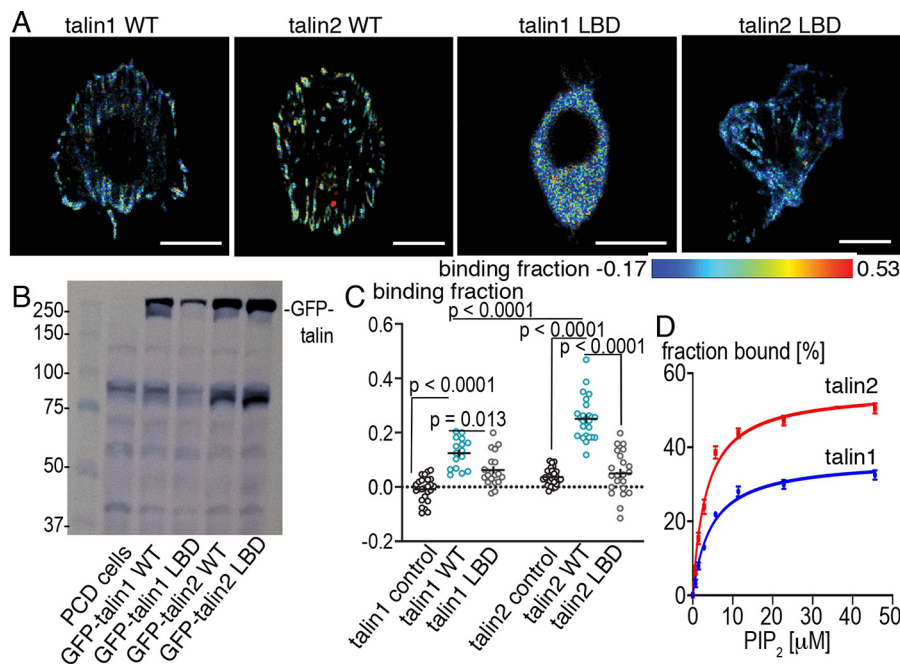 A
talin1 WT
talin2 WT
talin1 LBD
talin2 LBD
binding fraction -0.17
0.53
B
250-
150-
100-
75-
50-
37-
-GFP-
talin
PCD cells
GFP-talin1 WT
GFP-talin1 LBD
GFP-talin2 WT
GFP-talin2 LBD
C
binding fraction
0.6
0.4
0.2
0.0
-0.2
p < 0.0001
p < 0.0001
p < 0.0001
p < 0.0001
p = 0.013
talin1 control
talin1 WT
talin1 LBD
talin2 control
talin2 WT
talin2 LBD
D
fraction bound [%]
60
40
20
0
talin2
talin1
0
10
20
30
40
50
PIP2 [µM]